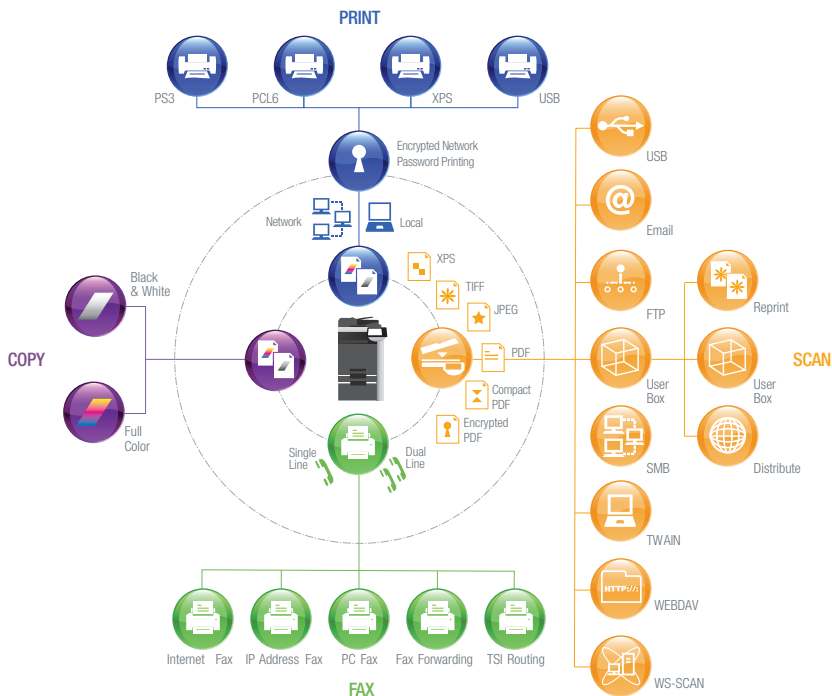 PRINT
PS3
PCL6
XPS
USB
Encrypted Network
Password Printing
Network
Local
XPS
TIFF
JPEG
PDF
Compact
PDF
Encrypted
PDF
COPY
Black
& White
Full
Color
Single
Line
Dual
Line
USB
@
Email
FTP
User
Box
SMB
TWAIN
HTTP://:
WEBDAV
WS-SCAN
Reprint
User
Box
Distribute
SCAN
Internet Fax
IP Address Fax
PC Fax
Fax Forwarding
TSI Routing
FAX